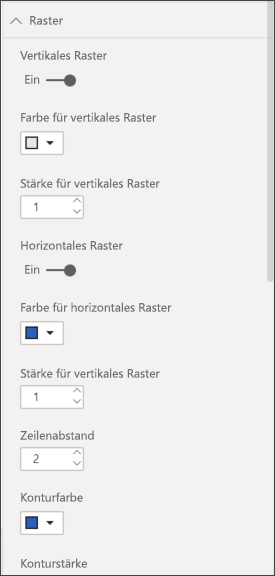 Raster
Vertikales Raster
Ein
Farbe für vertikales Raster
Stärke für vertikales Raster
1
Horizontales Raster
Ein
Farbe für horizontales Raster
Stärke für vertikales Raster
1
Zeilenabstand
2
Konturfarbe
Konturstärke